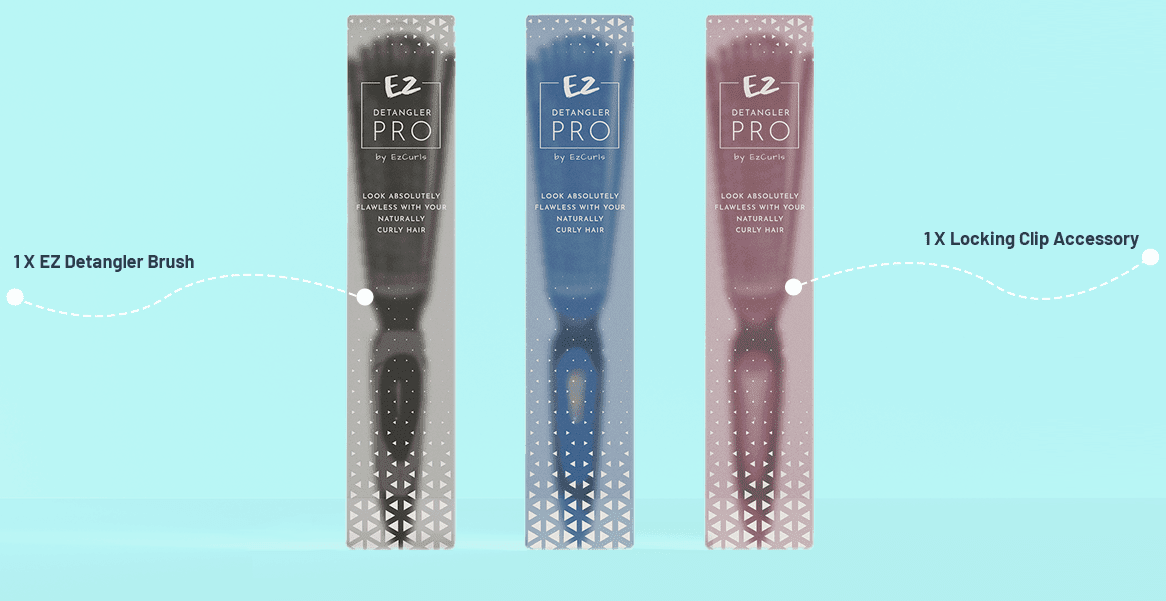 EZ
DETANGLER
PRO
by EzCurls
LOOK ABSOLUTELY
FLAWLESS WITH YOUR
NATURALLY
CURLY HAIR
EZ
DETANGLER
PRO
by EzCurls
LOOK ABSOLUTELY
FLAWLESS WITH YOUR
NATURALLY
CURLY HAIR
EZ
DETANGLER
PRO
by EzCurls
LOOK ABSOLUTELY
FLAWLESS WITH YOUR
NATURALLY
CURLY HAIR
1 X EZ Detangler Brush
1 X Locking Clip Accessory